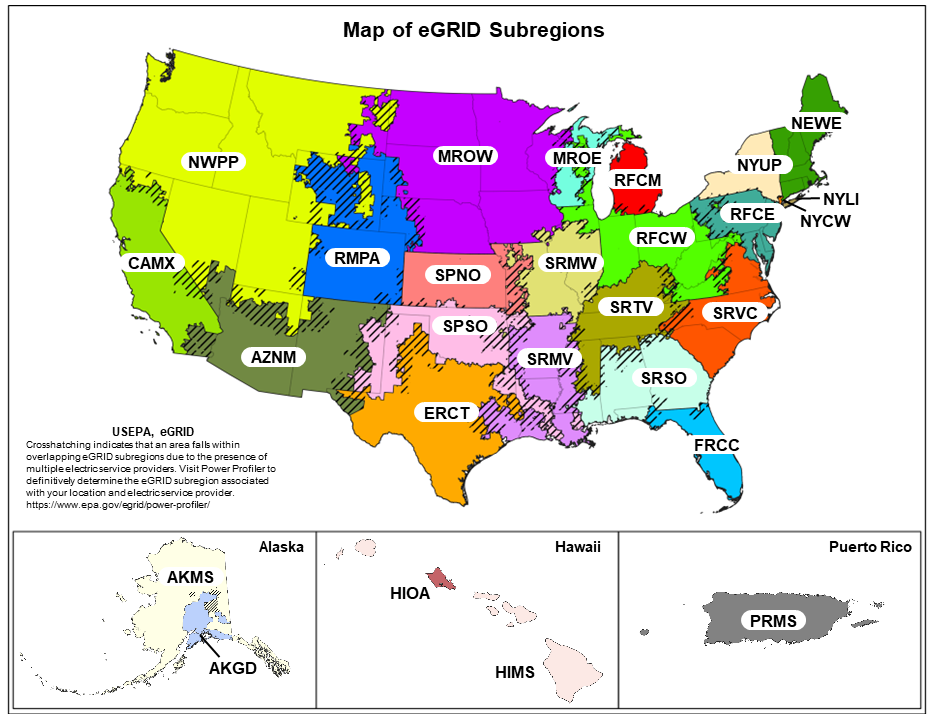 Map of eGRID Subregions
NEWE
NWPP
MROW
MROE
NYUP
RFCM
NYLI
RFCE
NYCW
RFCW
CAMX
RMPA
SRMW
SPNO
SRTV
SRVC
SPSO
AZNM
SRMV
SRSO
ERCT
FRCC
USEPA, eGRID
Crosshatching indicates that an area falls within
overlapping eGRID subregions due to the presence of
multiple electric service providers. Visit Power Profiler to
definitively determine the eGRID subregion associated
with your location and electric service provider.
https://www.epa.gov/egrid/power-profiler/
Alaska
AKMS
AKGD
Hawaii
HIOA
HIMS
Puerto Rico
PRMS